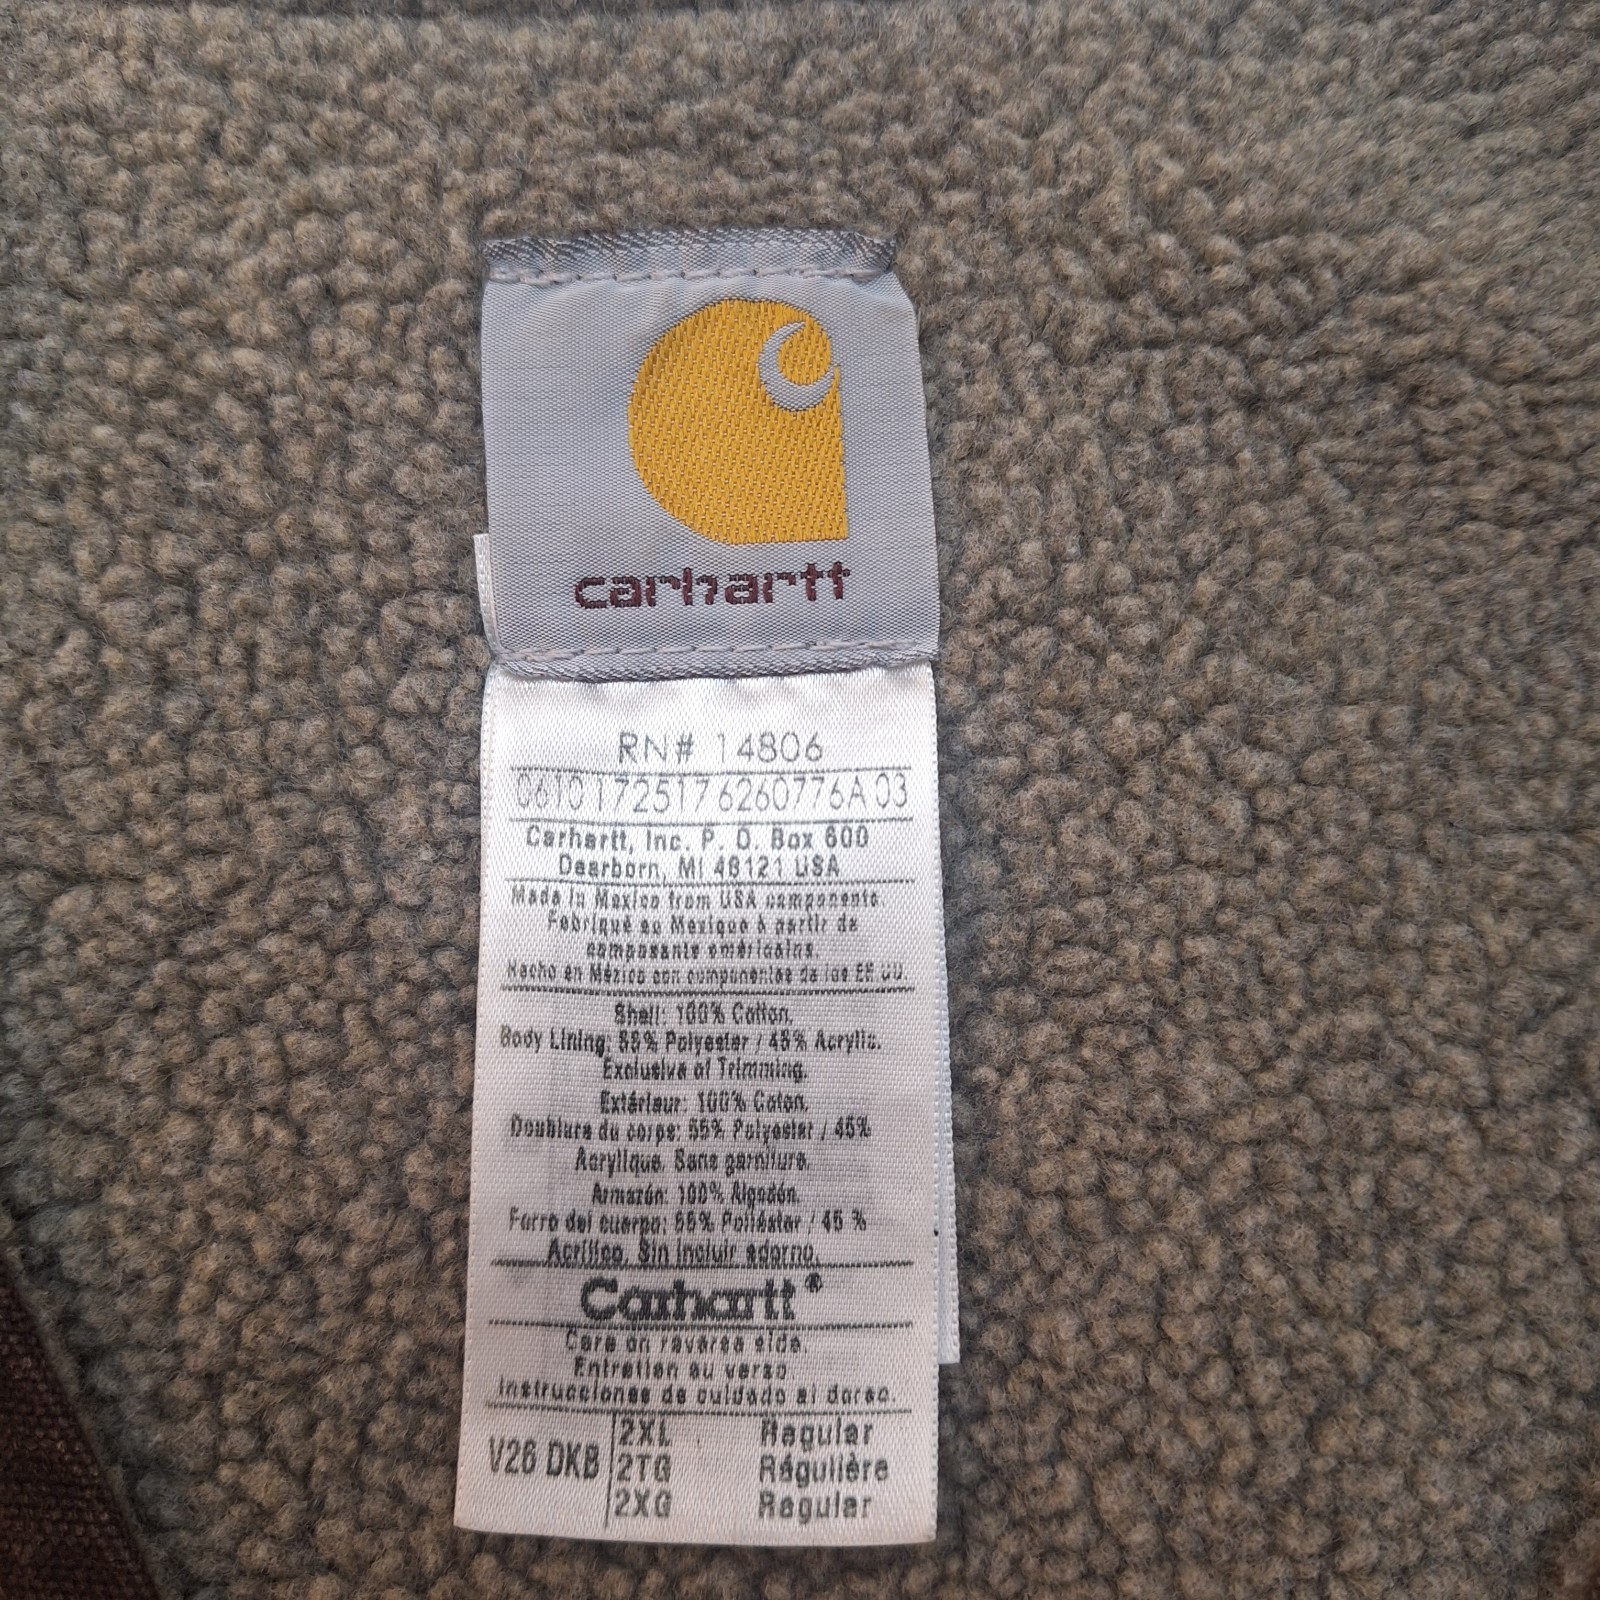 carhartt
RN# 14806
0610 172517 6260776A 03
Carhartt, Inc. P. O. Box 600
Dearborn, MI 48121 USA
Made in Mexico from USA components.
Fabriqué au Mexique à partir de
composants américains.
Hecho en México con componentes de los EE.UU.
Shell: 100% Cotton.
Body Lining: 55% Polyester / 45% Acrylic.
Exclusive of Trimming.
Extérieur: 100% Coton.
Doublure du corps: 55% Polyester / 45%
Acrylique. Sans garniture.
Armazón: 100% Algodón.
Forro del cuerpo: 55% Poliéster / 45 %
Acrílico. Sin incluir adorno.
Carhartt®
Care on reverse side.
Entretien au verso
Instrucciones de cuidado al dorso.
V26 DKB 2XL Regular
2TG Régulière
2XG Regular